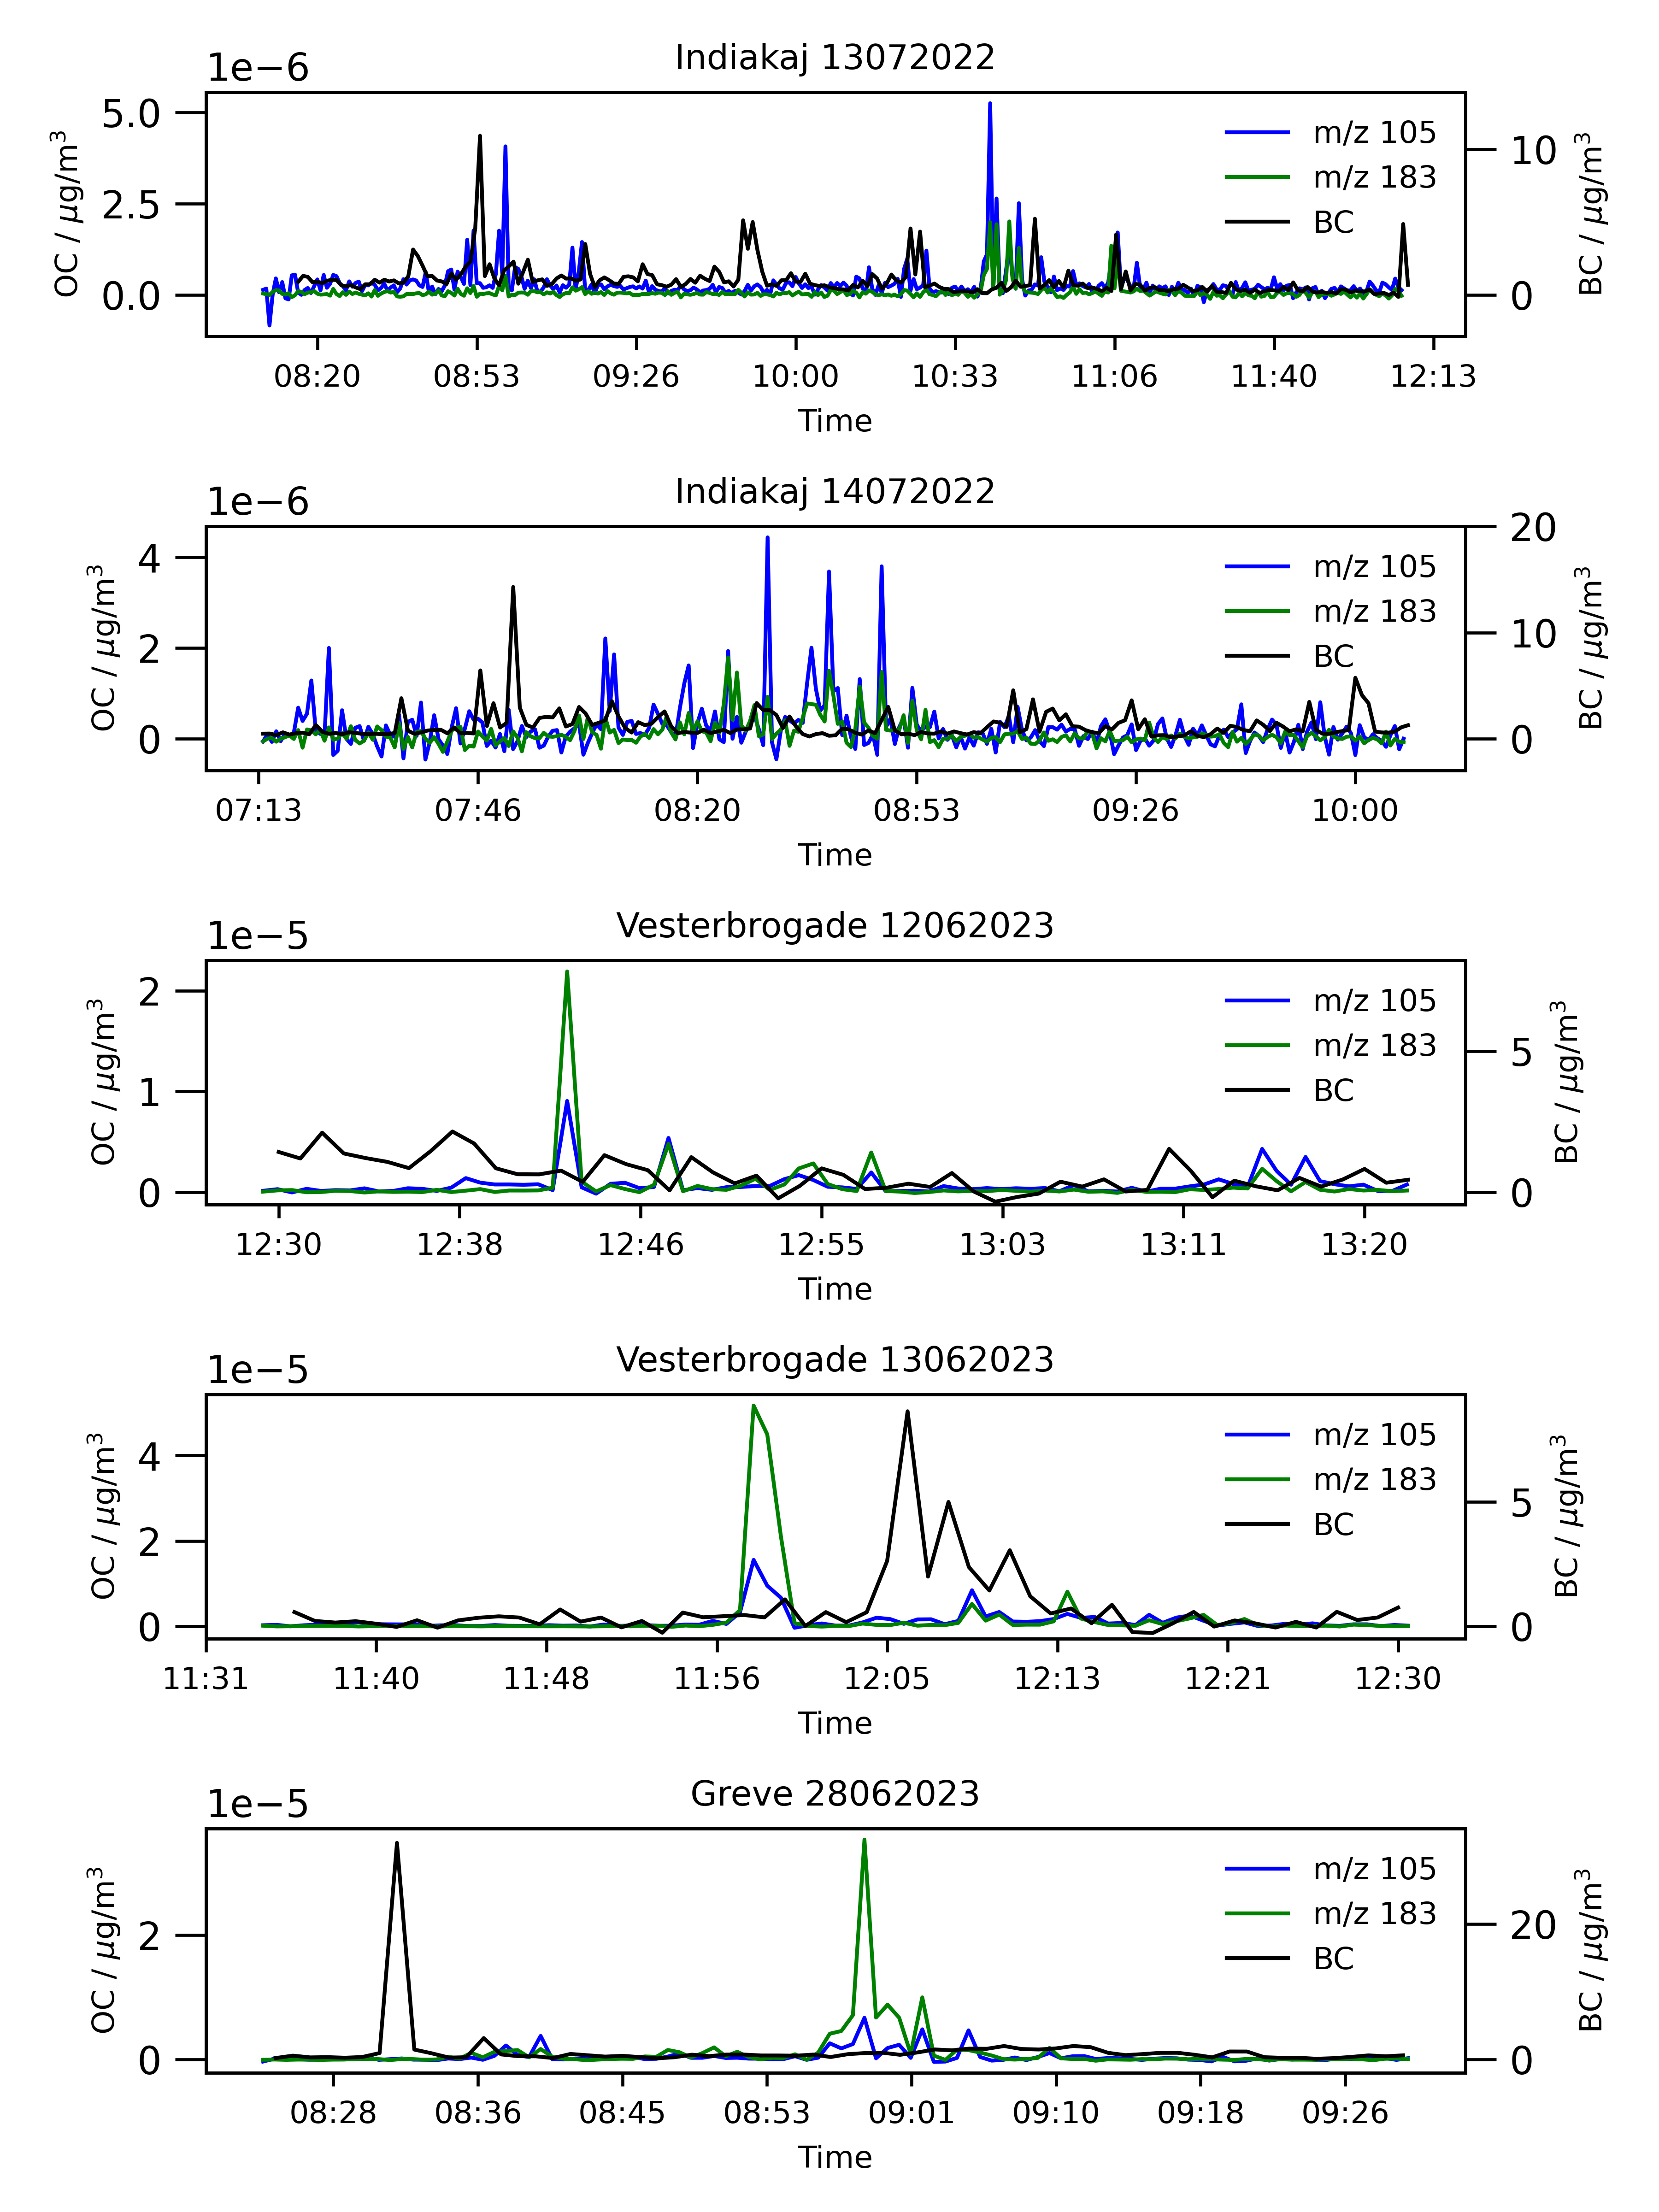 Indiakaj 13072022
1e−6
5.0
2.5
0.0
OC / μg/m³
m/z 105
m/z 183
BC
10
0
BC / μg/m³
08:20 08:53 09:26 10:00 10:33 11:06 11:40 12:13
Time
Indiakaj 14072022
1e−6
4
2
0
OC / μg/m³
m/z 105
m/z 183
BC
20
10
0
BC / μg/m³
07:13 07:46 08:20 08:53 09:26 10:00
Time
Vesterbrogade 12062023
1e−5
2
1
0
OC / μg/m³
m/z 105
m/z 183
BC
5
0
BC / μg/m³
12:30 12:38 12:46 12:55 13:03 13:11 13:20
Time
Vesterbrogade 13062023
1e−5
4
2
0
OC / μg/m³
m/z 105
m/z 183
BC
5
0
BC / μg/m³
11:31 11:40 11:48 11:56 12:05 12:13 12:21 12:30
Time
Greve 28062023
1e−5
2
0
OC / μg/m³
m/z 105
m/z 183
BC
20
0
BC / μg/m³
08:28 08:36 08:45 08:53 09:01 09:10 09:18 09:26
Time